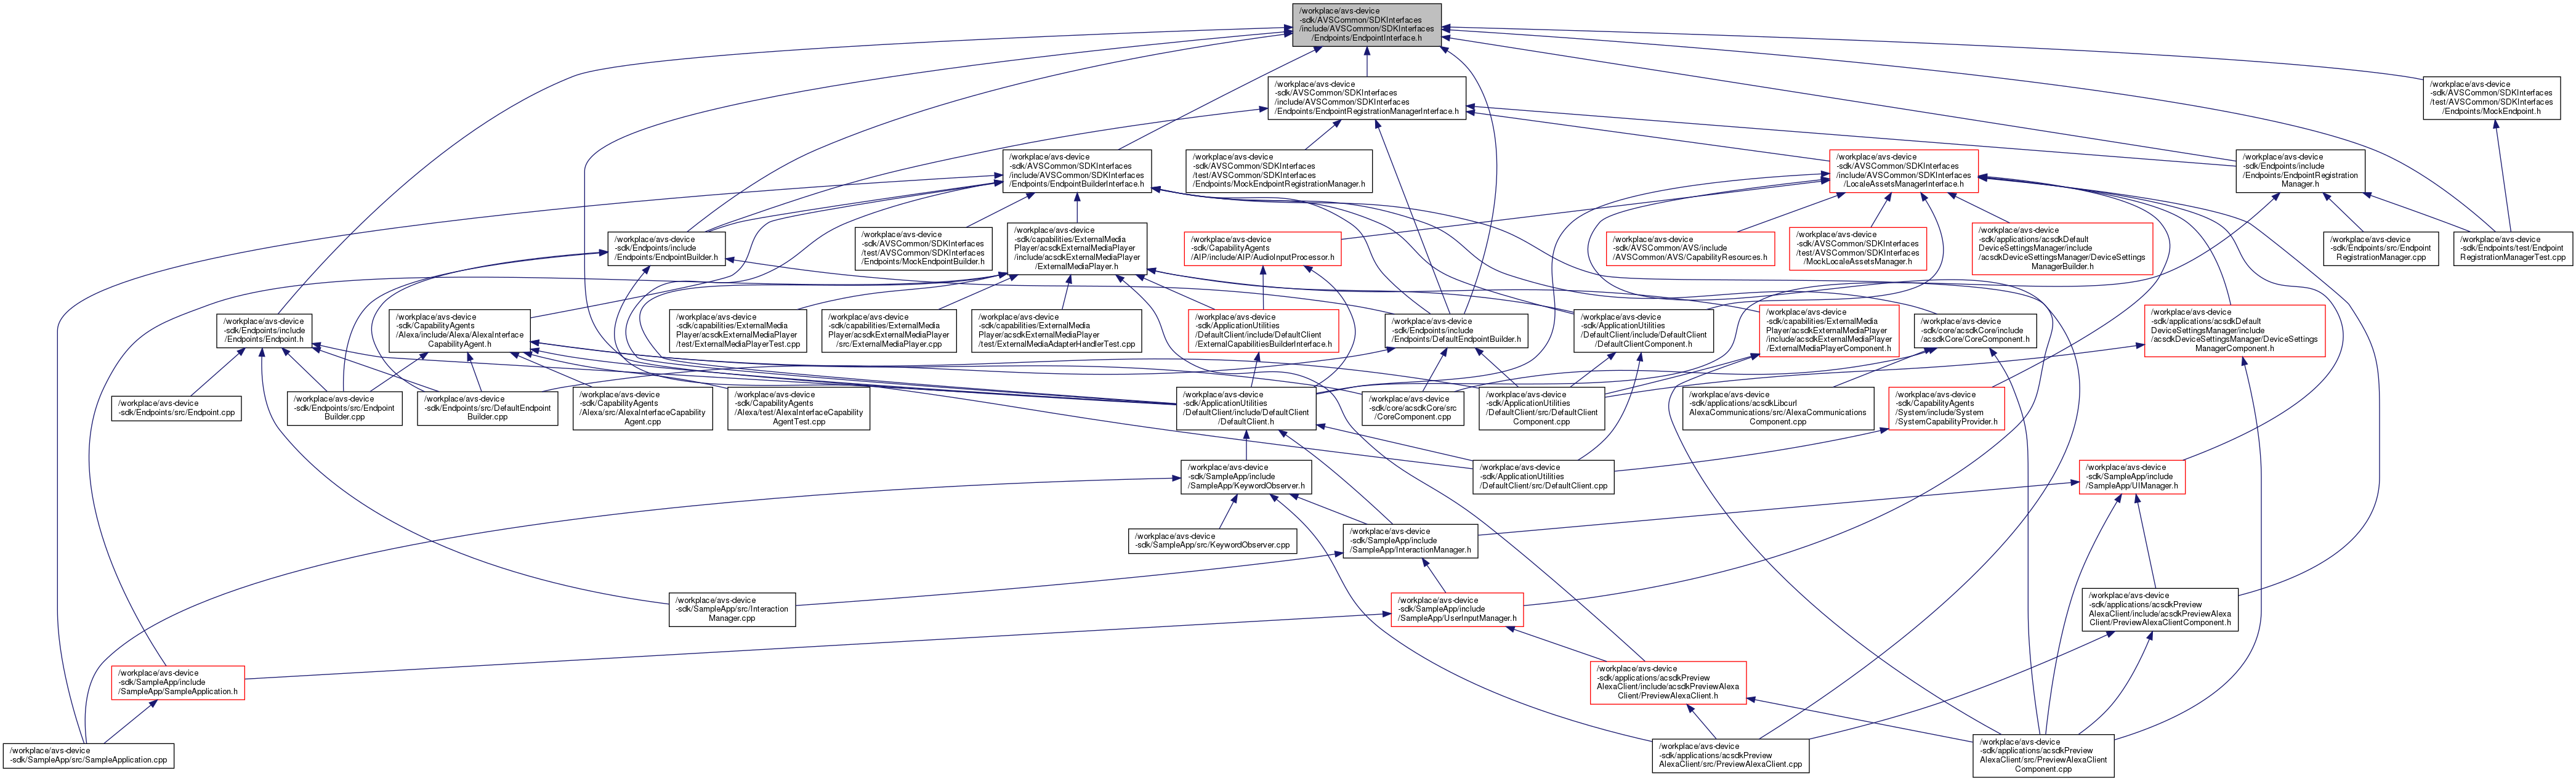 /workplace/avs-device
-sdk/AVSCommon/SDKInterfaces
/include/AVSCommon/SDKInterfaces
/Endpoints/EndpointInterface.h
/workplace/avs-device
-sdk/AVSCommon/SDKInterfaces
/include/AVSCommon/SDKInterfaces
/Endpoints/EndpointRegistrationManagerInterface.h
/workplace/avs-device
-sdk/AVSCommon/SDKInterfaces
/test/AVSCommon/SDKInterfaces
/Endpoints/MockEndpoint.h
/workplace/avs-device
-sdk/AVSCommon/SDKInterfaces
/include/AVSCommon/SDKInterfaces
/Endpoints/EndpointBuilderInterface.h
/workplace/avs-device
-sdk/AVSCommon/SDKInterfaces
/test/AVSCommon/SDKInterfaces
/Endpoints/MockEndpointRegistrationManager.h
/workplace/avs-device
-sdk/AVSCommon/SDKInterfaces
/include/AVSCommon/SDKInterfaces
/LocaleAssetsManagerInterface.h
/workplace/avs-device
-sdk/Endpoints/include
/Endpoints/EndpointRegistration
Manager.h
/workplace/avs-device
-sdk/Endpoints/include
/Endpoints/EndpointBuilder.h
/workplace/avs-device
-sdk/AVSCommon/SDKInterfaces
/test/AVSCommon/SDKInterfaces
/Endpoints/MockEndpointBuilder.h
/workplace/avs-device
-sdk/capabilities/ExternalMedia
Player/acsdkExternalMediaPlayer
/include/acsdkExternalMediaPlayer
/ExternalMediaPlayer.h
/workplace/avs-device
-sdk/CapabilityAgents
/AIP/include/AIP/AudioInputProcessor.h
/workplace/avs-device
-sdk/AVSCommon/AVS/include
/AVSCommon/AVS/CapabilityResources.h
/workplace/avs-device
-sdk/AVSCommon/SDKInterfaces
/test/AVSCommon/SDKInterfaces
/MockLocaleAssetsManager.h
/workplace/avs-device
-sdk/applications/acsdkDefault
DeviceSettingsManager/include
/acsdkDeviceSettingsManager/DeviceSettings
ManagerBuilder.h
/workplace/avs-device
-sdk/Endpoints/src/Endpoint
RegistrationManager.cpp
/workplace/avs-device
-sdk/Endpoints/test/Endpoint
RegistrationManagerTest.cpp
/workplace/avs-device
-sdk/Endpoints/include
/Endpoints/Endpoint.h
/workplace/avs-device
-sdk/CapabilityAgents
/Alexa/include/Alexa/AlexaInterface
CapabilityAgent.h
/workplace/avs-device
-sdk/capabilities/ExternalMedia
Player/acsdkExternalMediaPlayer
/test/ExternalMediaPlayerTest.cpp
/workplace/avs-device
-sdk/capabilities/ExternalMedia
Player/acsdkExternalMediaPlayer
/src/ExternalMediaPlayer.cpp
/workplace/avs-device
-sdk/capabilities/ExternalMedia
Player/acsdkExternalMediaPlayer
/test/ExternalMediaAdapterHandlerTest.cpp
/workplace/avs-device
-sdk/ApplicationUtilities
/DefaultClient/include/DefaultClient
/ExternalCapabilitiesBuilderInterface.h
/workplace/avs-device
-sdk/Endpoints/include
/Endpoints/DefaultEndpointBuilder.h
/workplace/avs-device
-sdk/ApplicationUtilities
/DefaultClient/include/DefaultClient
/DefaultClientComponent.h
/workplace/avs-device
-sdk/capabilities/ExternalMedia
Player/acsdkExternalMediaPlayer
/include/acsdkExternalMediaPlayer
/ExternalMediaPlayerComponent.h
/workplace/avs-device
-sdk/core/acsdkCore/include
/acsdkCore/CoreComponent.h
/workplace/avs-device
-sdk/applications/acsdkDefault
DeviceSettingsManager/include
/acsdkDeviceSettingsManager/DeviceSettings
ManagerComponent.h
/workplace/avs-device
-sdk/Endpoints/src/Endpoint.cpp
/workplace/avs-device
-sdk/Endpoints/src/Endpoint
Builder.cpp
/workplace/avs-device
-sdk/Endpoints/src/DefaultEndpoint
Builder.cpp
/workplace/avs-device
-sdk/CapabilityAgents
/Alexa/src/AlexaInterfaceCapability
Agent.cpp
/workplace/avs-device
-sdk/CapabilityAgents
/Alexa/test/AlexaInterfaceCapability
AgentTest.cpp
/workplace/avs-device
-sdk/ApplicationUtilities
/DefaultClient/include/DefaultClient
/DefaultClient.h
/workplace/avs-device
-sdk/core/acsdkCore/src
/CoreComponent.cpp
/workplace/avs-device
-sdk/ApplicationUtilities
/DefaultClient/src/DefaultClient
Component.cpp
/workplace/avs-device
-sdk/applications/acsdkLibcurl
AlexaCommunications/src/AlexaCommunications
Component.cpp
/workplace/avs-device
-sdk/CapabilityAgents
/System/include/System
/SystemCapabilityProvider.h
/workplace/avs-device
-sdk/SampleApp/include
/SampleApp/KeywordObserver.h
/workplace/avs-device
-sdk/ApplicationUtilities
/DefaultClient/src/DefaultClient.cpp
/workplace/avs-device
-sdk/SampleApp/include
/SampleApp/UIManager.h
/workplace/avs-device
-sdk/SampleApp/src/KeywordObserver.cpp
/workplace/avs-device
-sdk/SampleApp/include
/SampleApp/InteractionManager.h
/workplace/avs-device
-sdk/SampleApp/src/Interaction
Manager.cpp
/workplace/avs-device
-sdk/SampleApp/include
/SampleApp/UserInputManager.h
/workplace/avs-device
-sdk/applications/acsdkPreview
AlexaClient/include/acsdkPreviewAlexa
Client/PreviewAlexaClientComponent.h
/workplace/avs-device
-sdk/SampleApp/include
/SampleApp/SampleApplication.h
/workplace/avs-device
-sdk/applications/acsdkPreview
AlexaClient/include/acsdkPreviewAlexa
Client/PreviewAlexaClient.h
/workplace/avs-device
-sdk/SampleApp/src/SampleApplication.cpp
/workplace/avs-device
-sdk/applications/acsdkPreview
AlexaClient/src/PreviewAlexaClient.cpp
/workplace/avs-device
-sdk/applications/acsdkPreview
AlexaClient/src/PreviewAlexaClient
Component.cpp